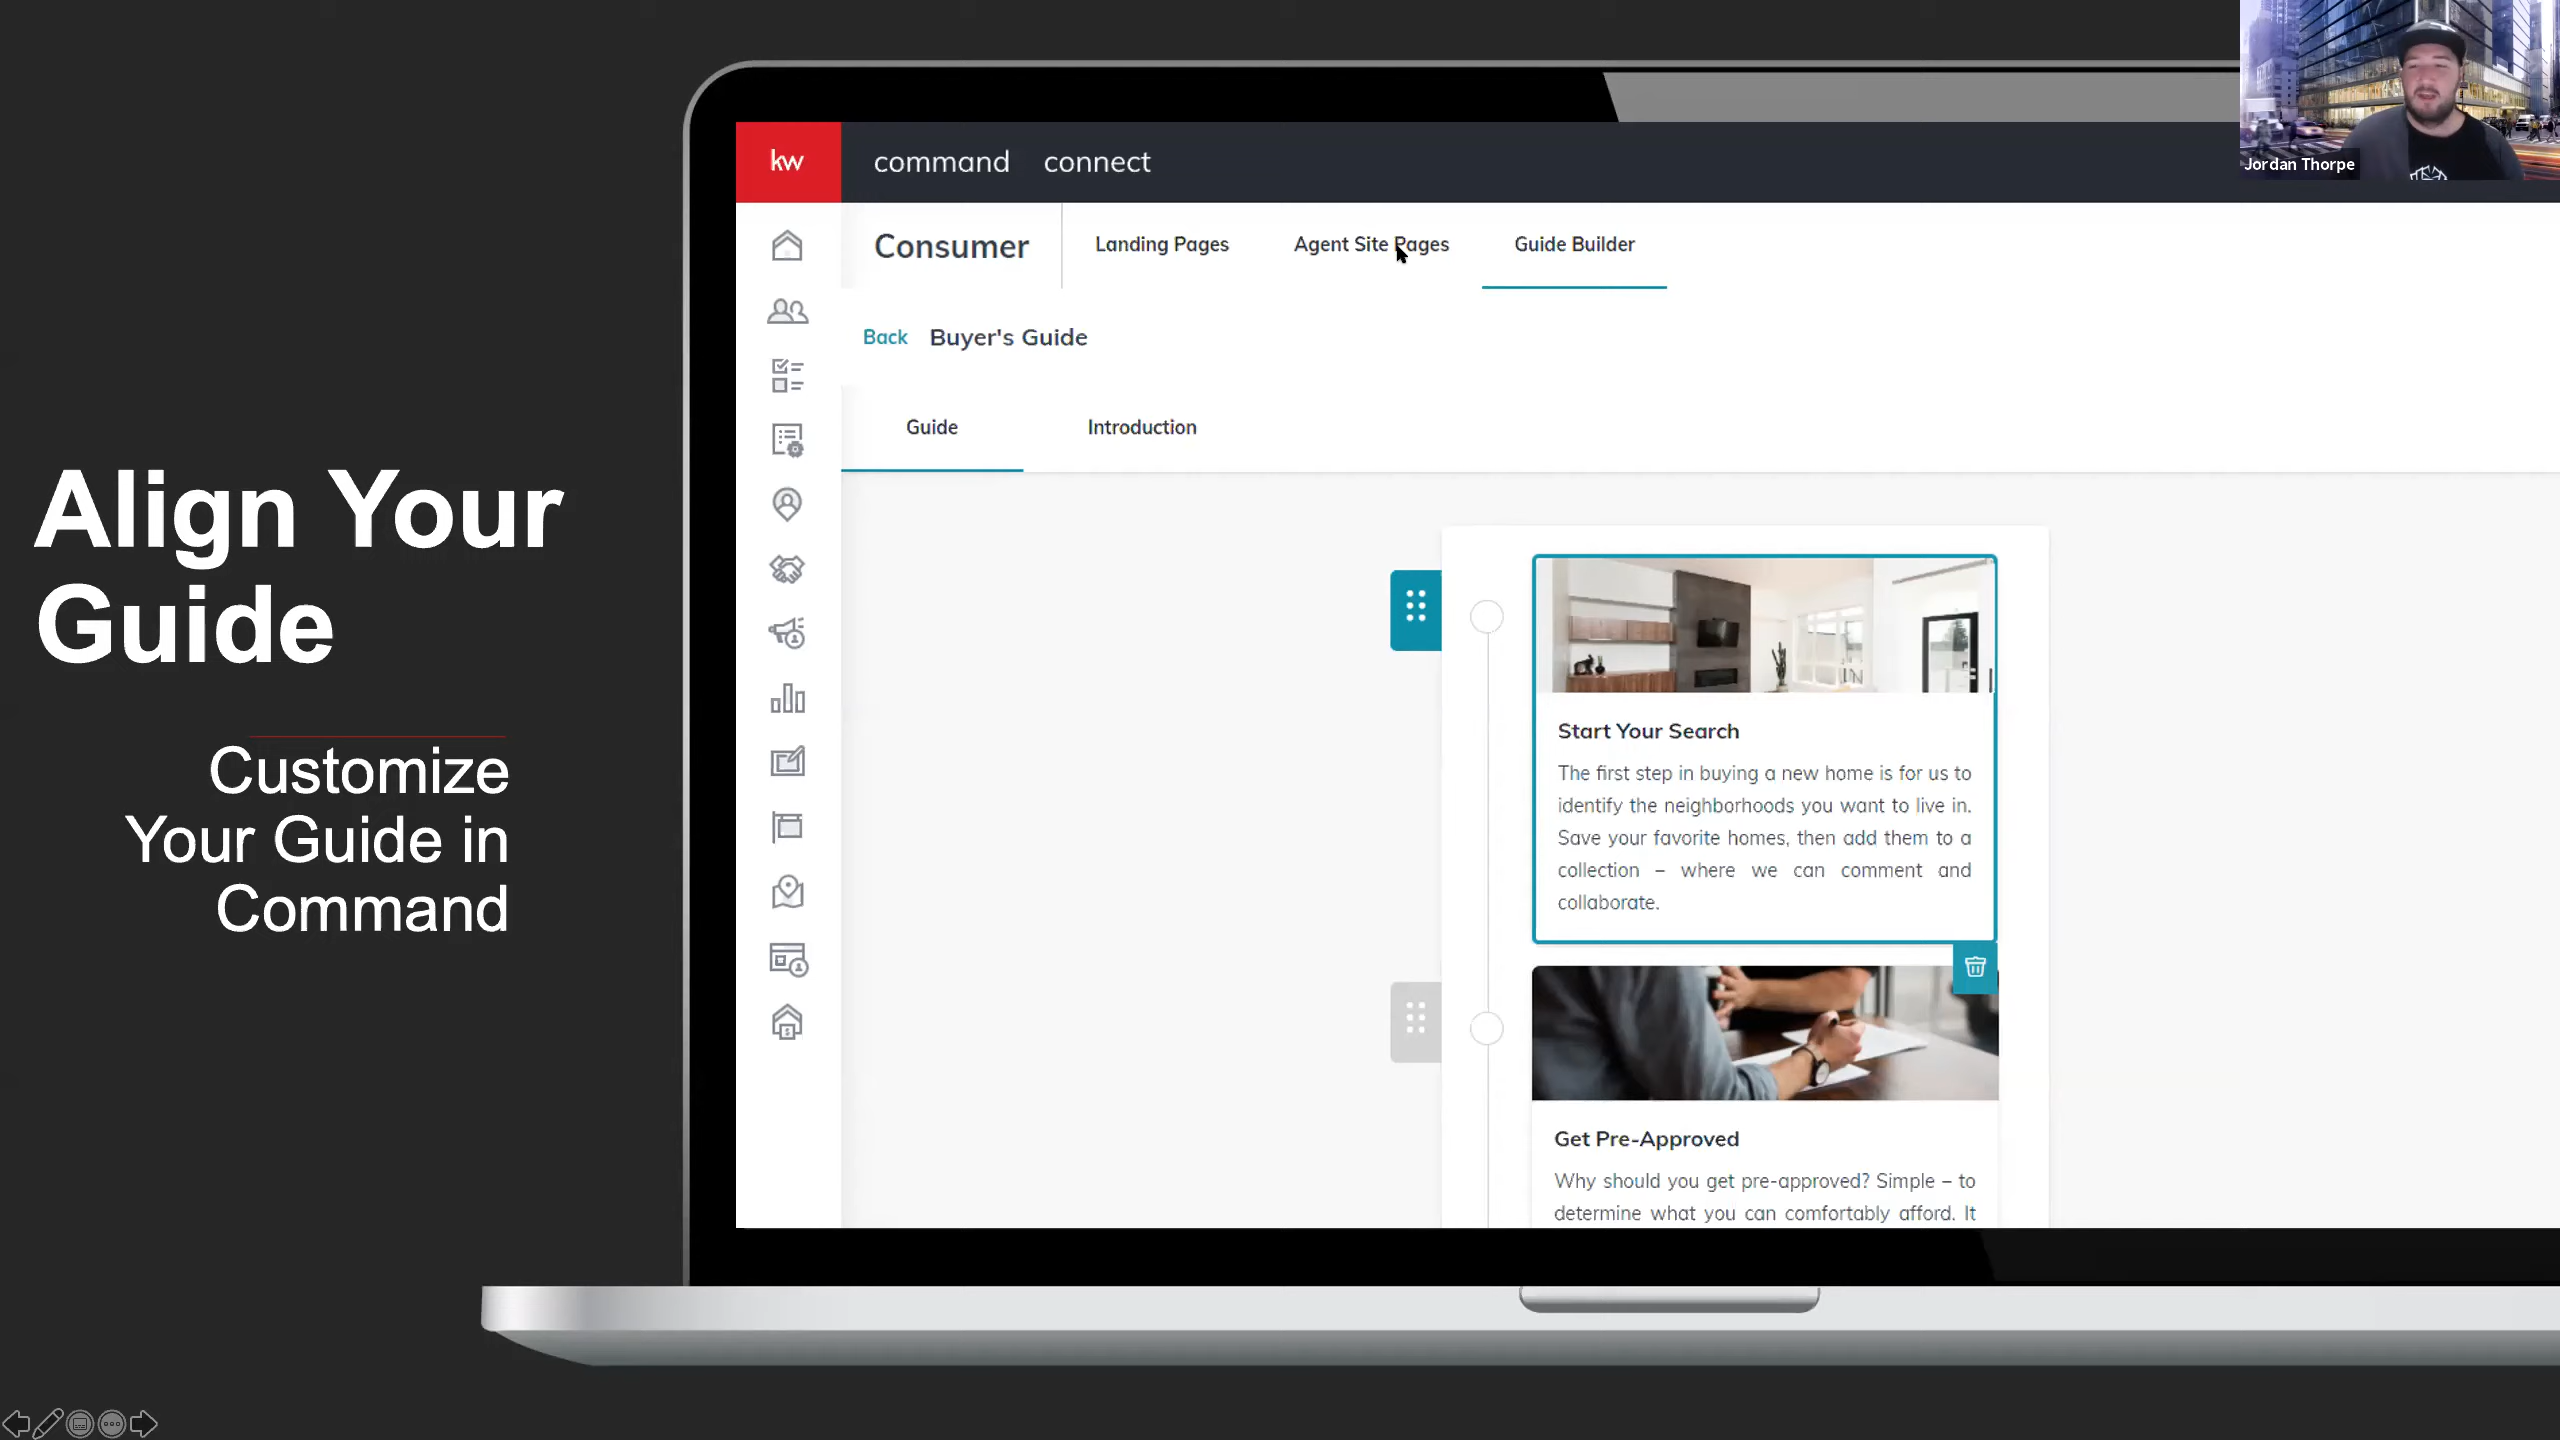 Align Your
Guide
Customize
Your Guide in
Command
kw
command connect
Consumer
Landing Pages
Agent Site Pages
Guide Builder
Back Buyer's Guide
Guide
Introduction
Start Your Search
The first step in buying a new home is for us to
identify the neighborhoods you want to live in.
Save your favorite homes, then add them to a
collection – where we can comment and
collaborate.
Get Pre-Approved
Why should you get pre-approved? Simple – to
determine what you can comfortably afford. It
Jordan Thorpe